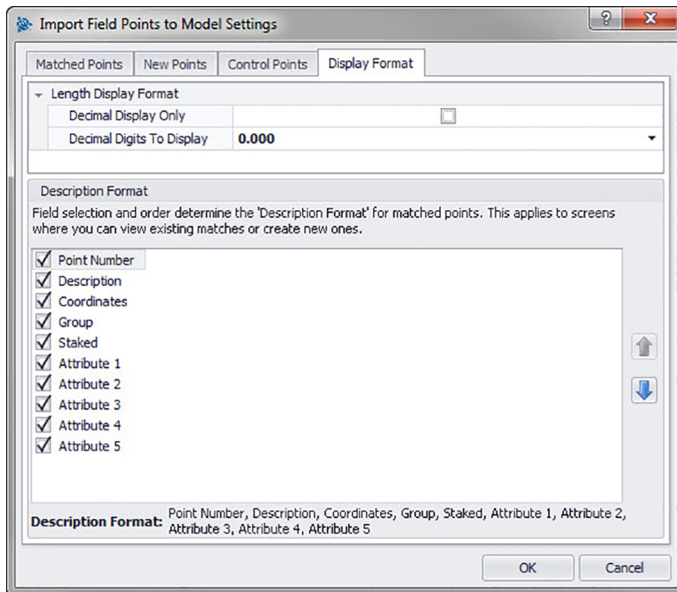 Import Field Points to Model Settings
?
X
Matched Points New Points Control Points Display Format
Length Display Format
Decimal Display Only
Decimal Digits To Display 0.000
Description Format
Field selection and order determine the 'Description Format' for matched points. This applies to screens
where you can view existing matches or create new ones.
Point Number
Description
Coordinates
Group
Staked
Attribute 1
Attribute 2
Attribute 3
Attribute 4
Attribute 5
Description Format: Point Number, Description, Coordinates, Group, Staked, Attribute 1, Attribute 2,
Attribute 3, Attribute 4, Attribute 5
OK Cancel